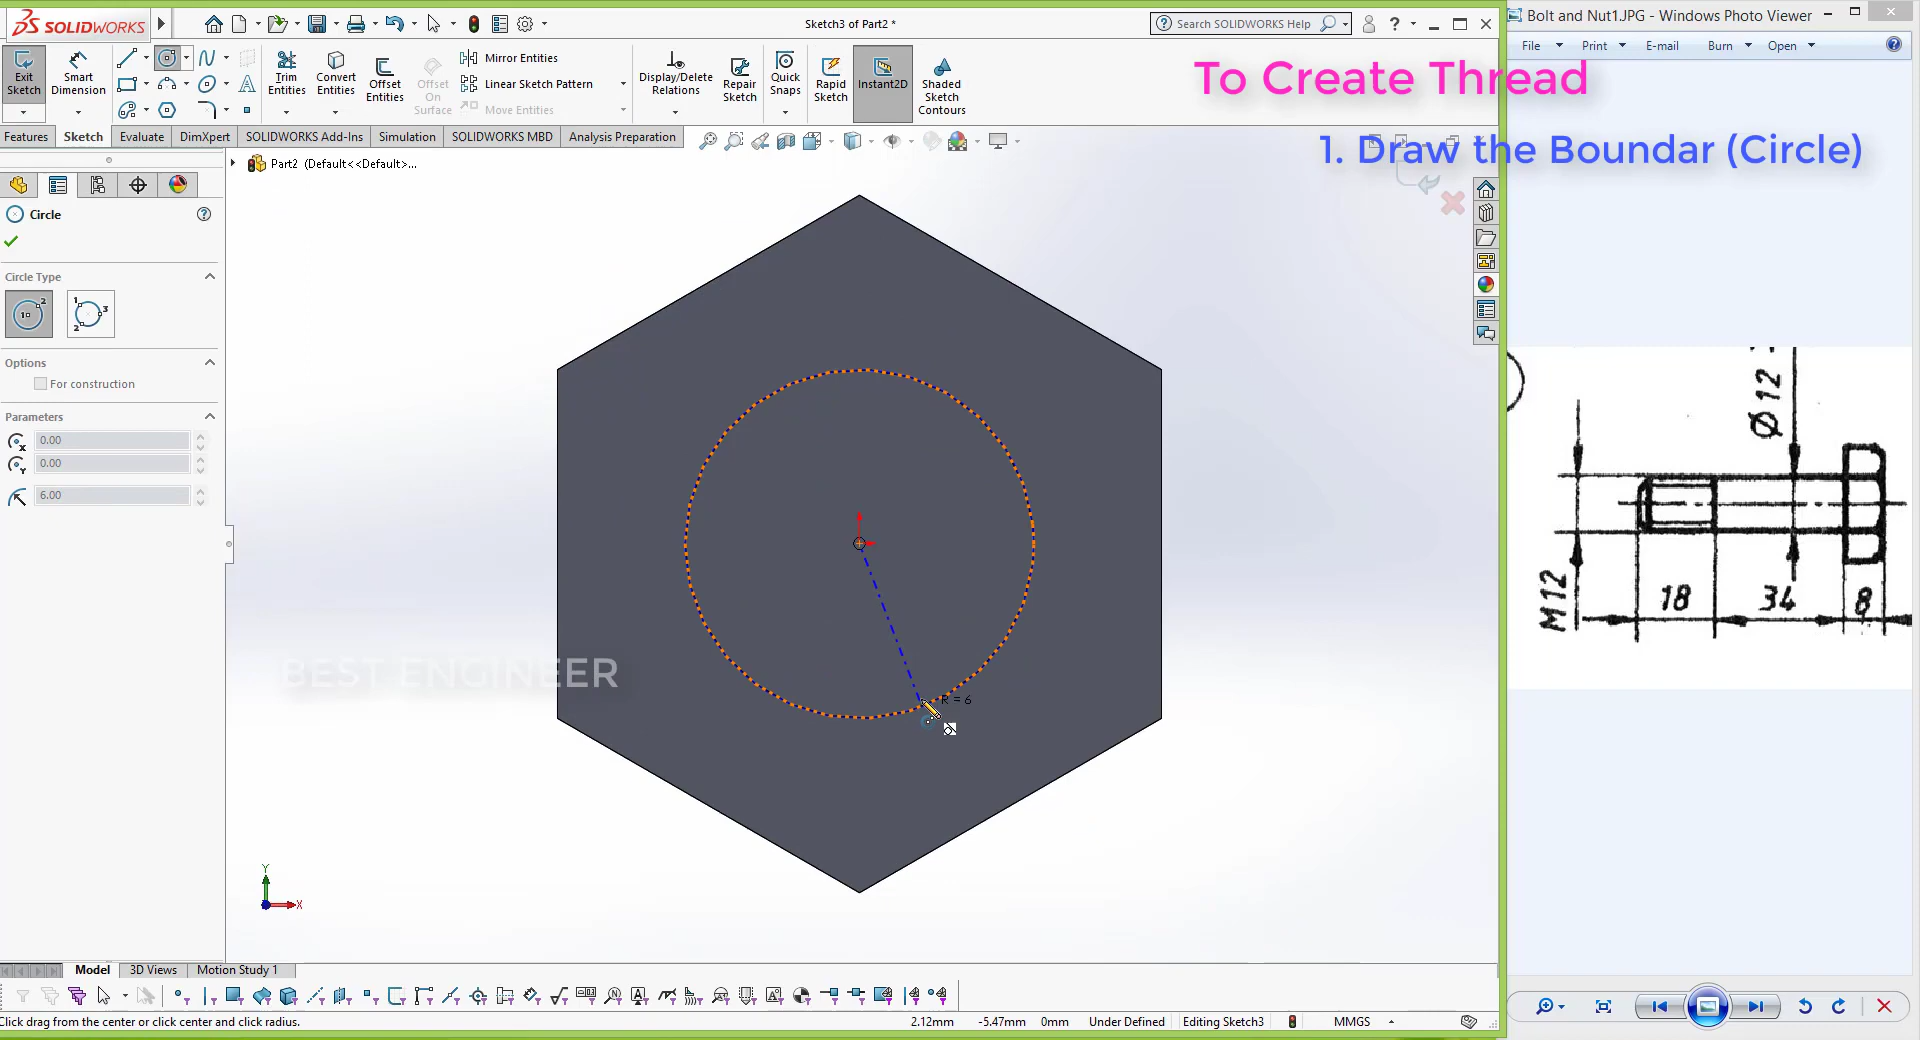 SOLIDWORKS
Sketch3 of Part2 *
Search SOLIDWORKS Help
Bolt and Nut1.JPG - Windows Photo Viewer
File Print E-mail Burn Open
Exit Sketch
Smart Dimension
Trim Entities
Convert Entities
Offset Entities
Offset On Surface
Mirror Entities
Linear Sketch Pattern
Move Entities
Display/Delete Relations
Repair Sketch
Quick Snaps
Rapid Sketch
Instant2D
Shaded Sketch Contours
To Create Thread
1. Draw the Boundar (Circle)
Features Sketch Evaluate DimXpert SOLIDWORKS Add-Ins Simulation SOLIDWORKS MBD Analysis Preparation
Part2 (Default<<Default>...
Circle
Circle Type
Options
For construction
Parameters
0.00
0.00
6.00
R = 6
BEST ENGINEER
Y
X
Ø12
M12
18
34
8
Model 3D Views Motion Study 1
Click drag from the center or click center and click radius.
2.12mm -5.47mm 0mm Under Defined Editing Sketch3 MMGS